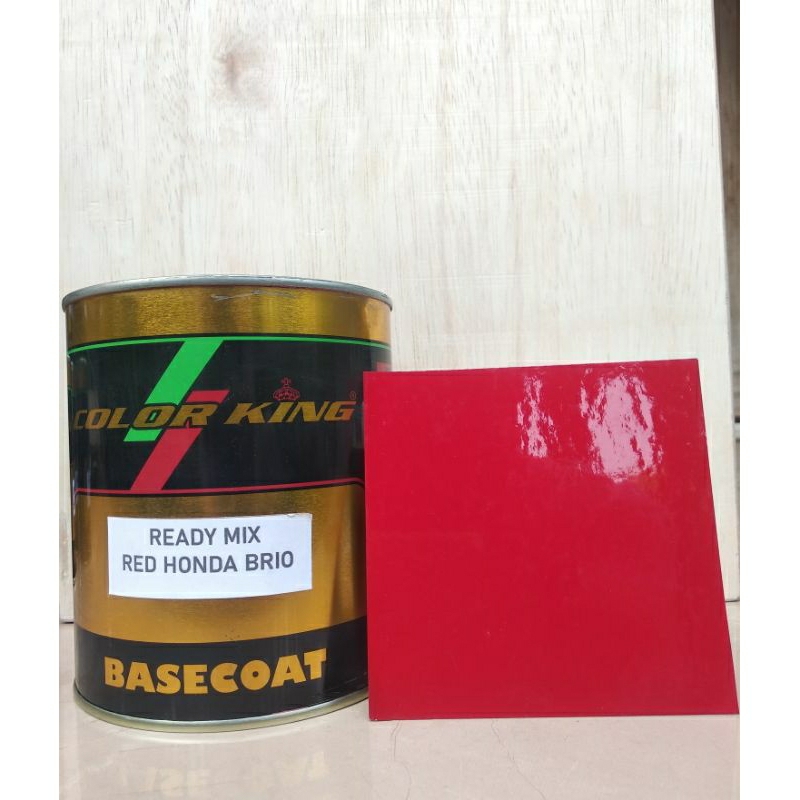 COLOR KING®
READY MIX
RED HONDA BRIO
BASECOAT